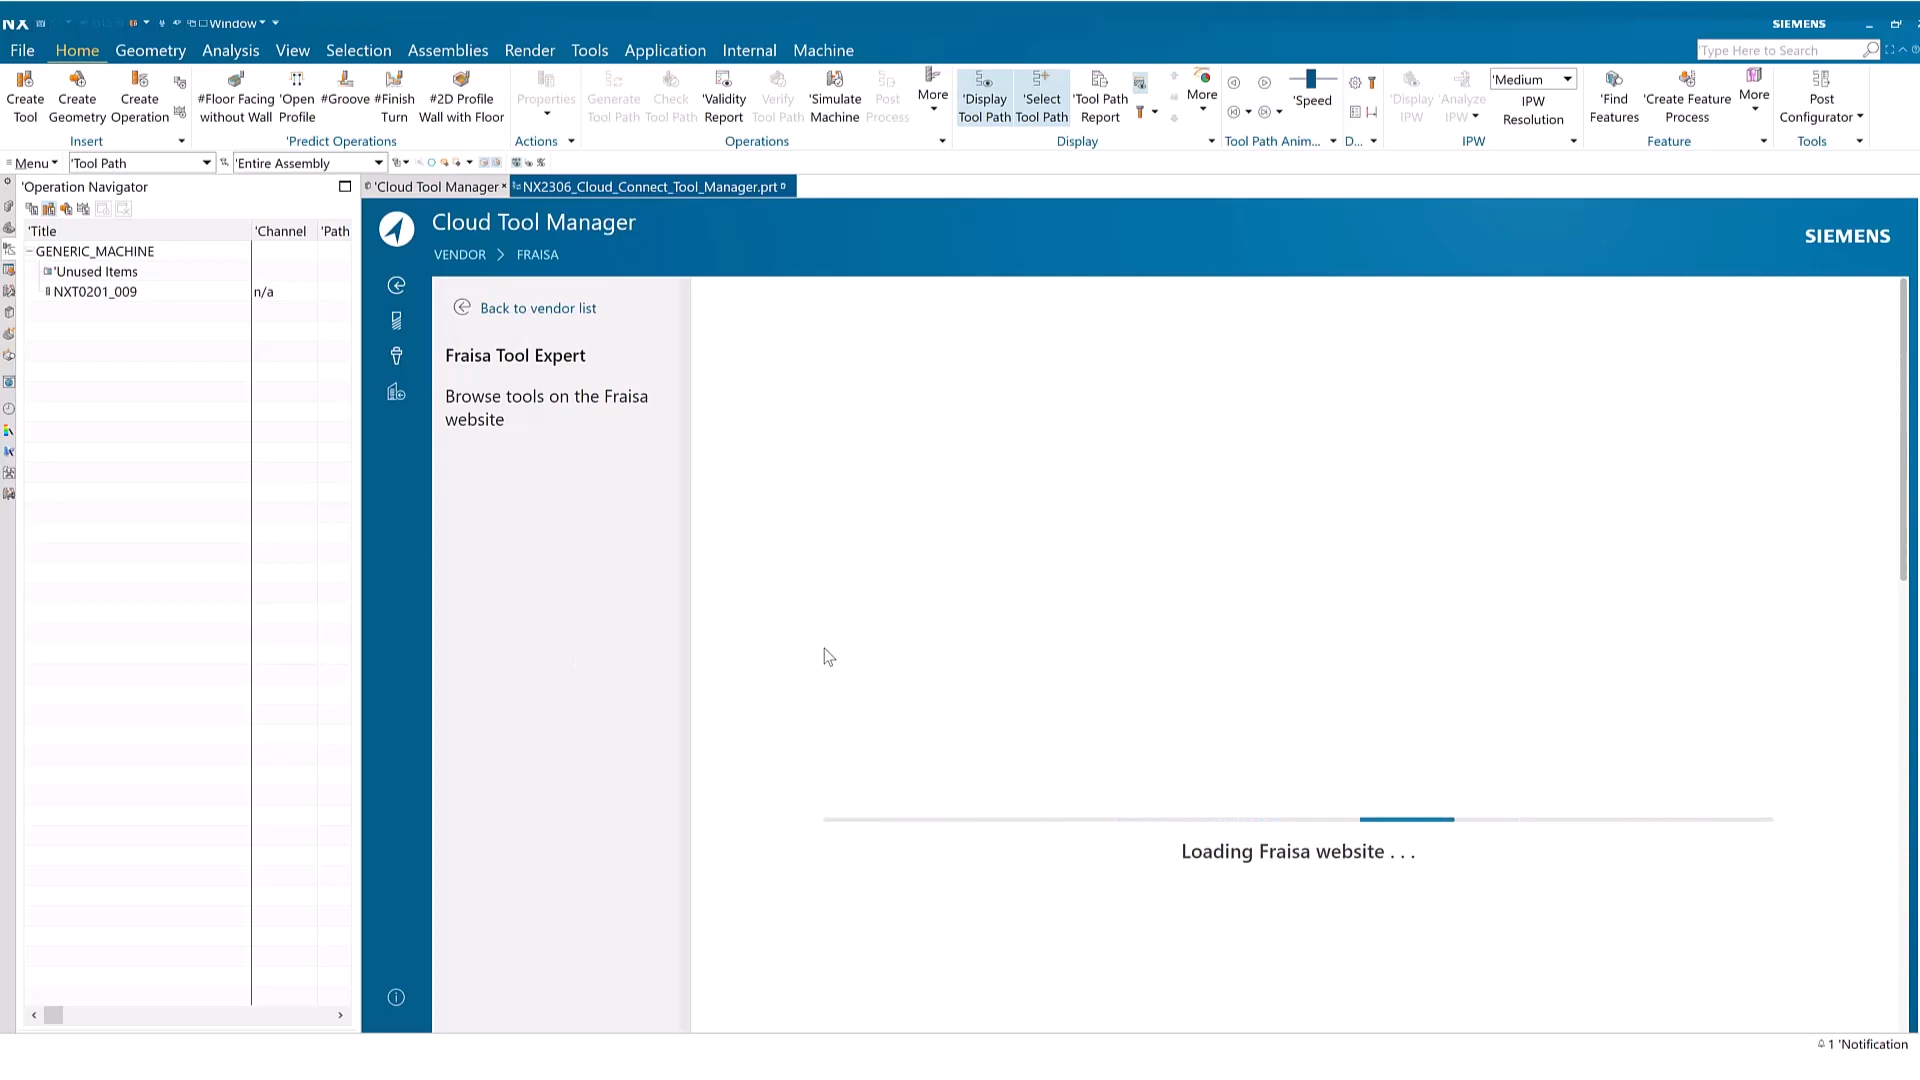 NX Window SIEMENS
File Home Geometry Analysis View Selection Assemblies Render Tools Application Internal Machine
'Type Here to Search
Create Tool
Create Geometry
Create Operation
#Floor Facing without Wall
'Open Profile
#Groove
#Finish Turn
#2D Profile Wall with Floor
Properties
Generate Tool Path
Check Tool Path
'Validity Report
Verify Tool Path
'Simulate Machine
Post Process
More
'Display Tool Path
'Select Tool Path
'Tool Path Report
More
'Speed
'Display IPW
'Analyze IPW
'Medium
IPW Resolution
'Find Features
'Create Feature Process
More
Post Configurator
Insert 'Predict Operations Actions Operations Display Tool Path Anim... D... IPW Feature Tools
Menu 'Tool Path 'Entire Assembly
'Operation Navigator
'Cloud Tool Manager NX2306_Cloud_Connect_Tool_Manager.prt
'Title 'Channel 'Path
GENERIC_MACHINE
'Unused Items
NXT0201_009 n/a
Cloud Tool Manager
VENDOR > FRAISA
SIEMENS
Back to vendor list
Fraisa Tool Expert
Browse tools on the Fraisa
website
Loading Fraisa website . . .
1 'Notification